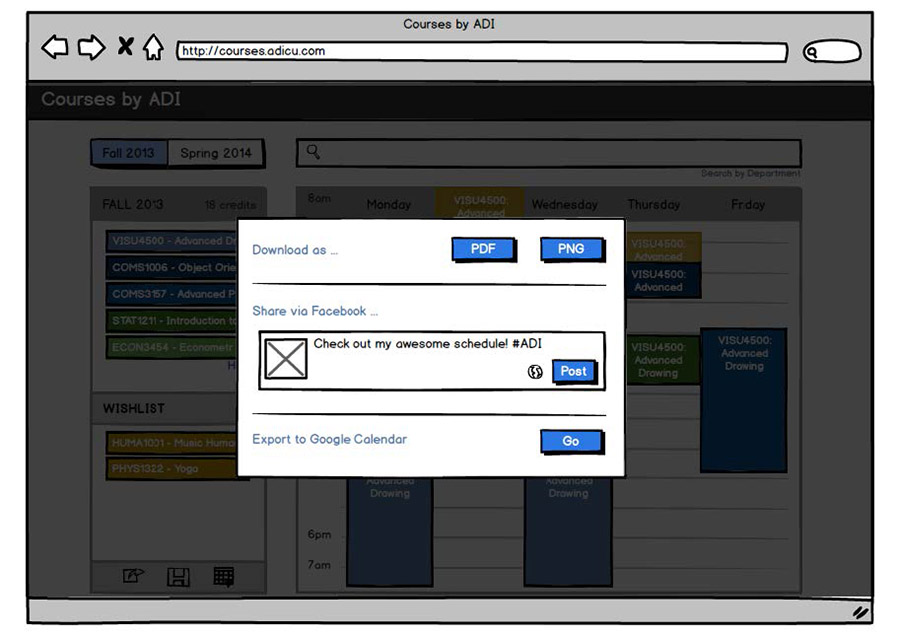 Courses by ADI
http://courses.adicu.com
Courses by ADI
Fall 2013
Spring 2014
Search by Department
FALL 2013
18 credits
VISU4500 - Advanced Dr
COMS1006 - Object Orie
COMS3157 - Advanced P
STAT1211 - Introduction to
ECON3454 - Econometr
H
WISHLIST
HUMA1001 - Music Huma
PHYS1322 - Yoga
8am
Monday
VISU4500:
Advanced
Wednesday
Thursday
Friday
VISU4500:
Advanced
VISU4500:
Advanced
VISU4500:
Advanced
Drawing
VISU4500:
Advanced
Drawing
Advanced
Drawing
Advanced
Drawing
6pm
7am
Download as ...
PDF
PNG
Share via Facebook ...
Check out my awesome schedule! #ADI
Post
Export to Google Calendar
Go